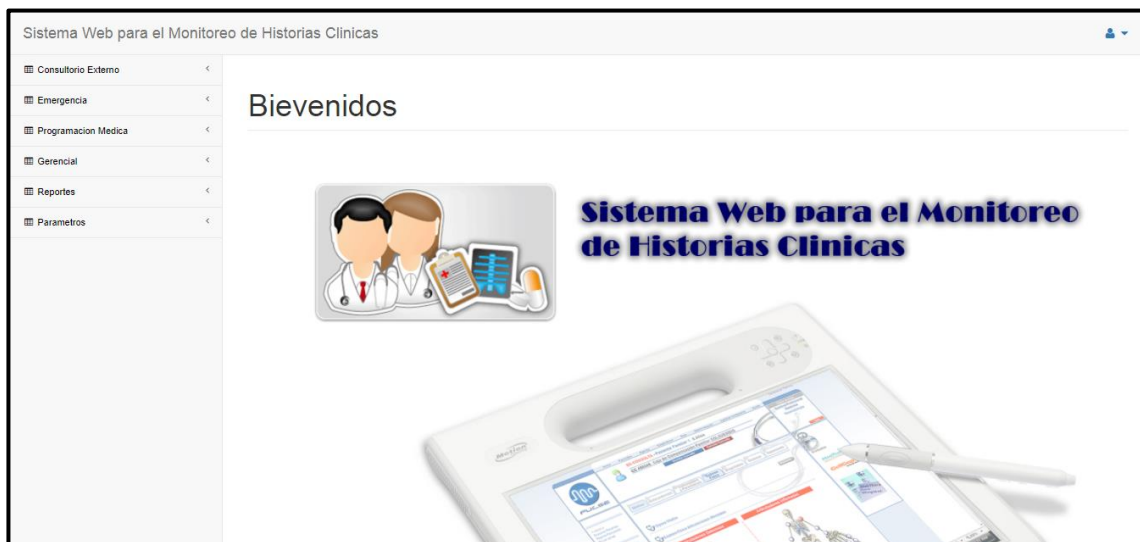 Sistema Web para el Monitoreo de Historias Clinicas
Consultorio Externo
Emergencia
Programacion Medica
Gerencial
Reportes
Parametros
Bievenidos
Sistema Web para el Monitoreo
de Historias Clinicas
PULSE